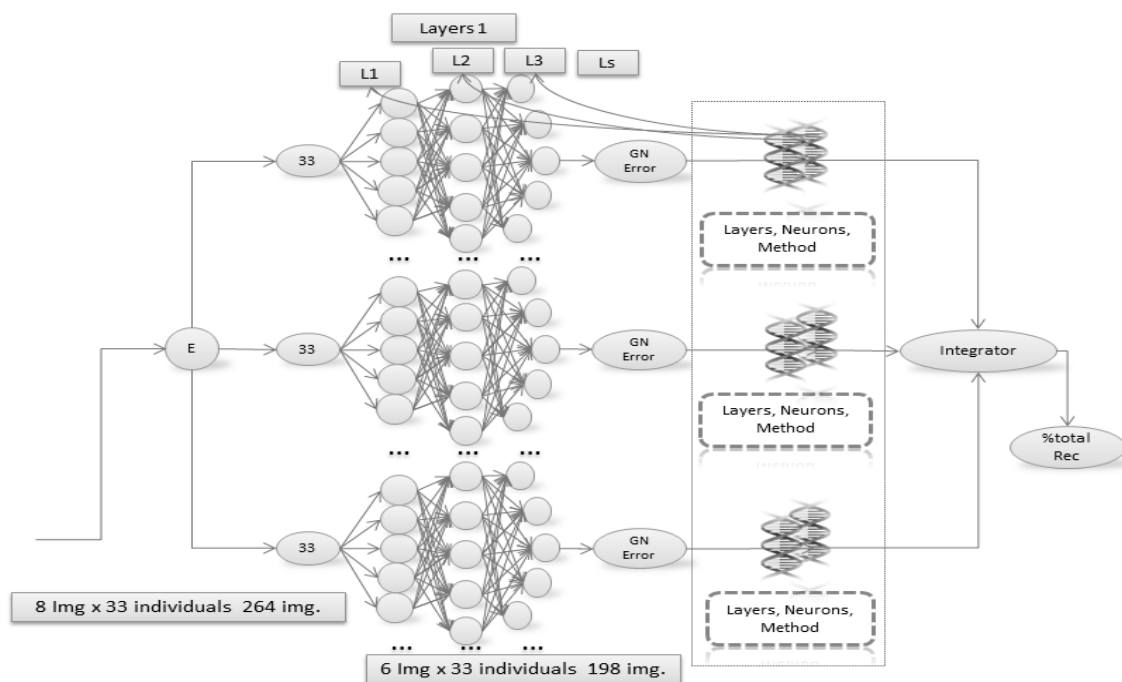 Layers 1
L1
L2
L3
Ls
33
GN
Error
Layers, Neurons,
Method
...
...
...
E
33
GN
Error
Integrator
Layers, Neurons,
Method
%total
Rec
...
...
...
33
GN
Error
8 Img x 33 individuals 264 img.
Layers, Neurons,
Method
...
...
...
6 Img x 33 individuals 198 img.